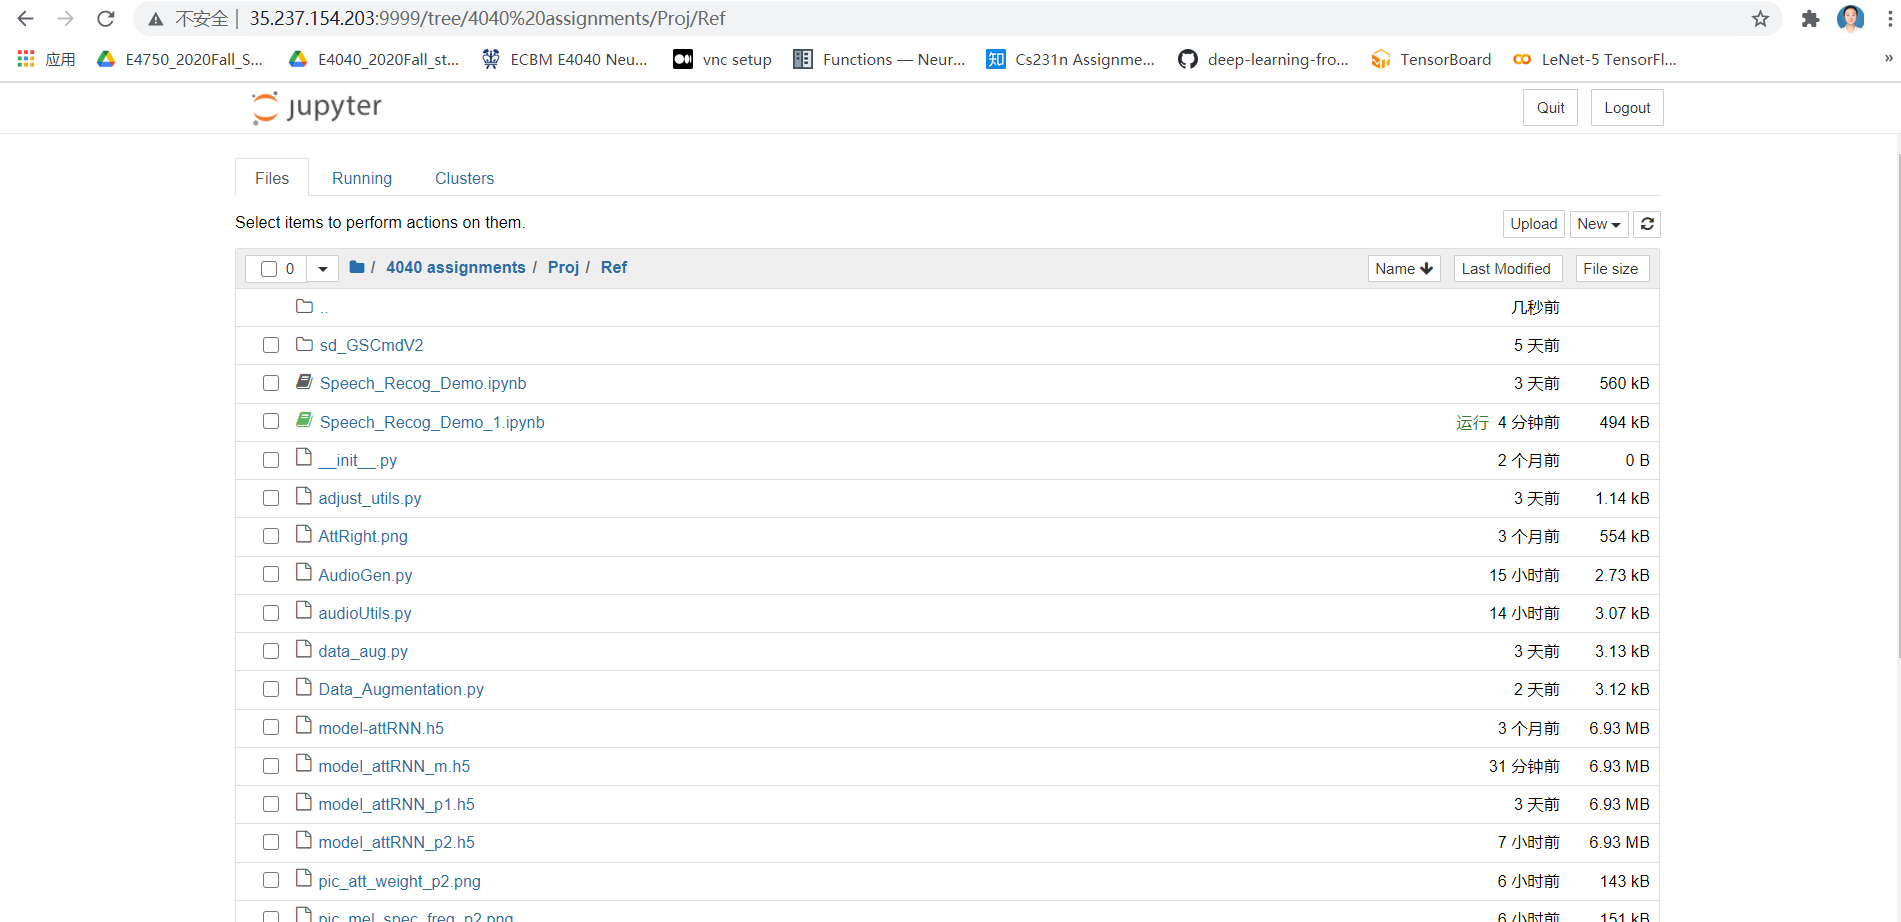 不安全 | 35.237.154.203:9999/tree/4040%20assignments/Proj/Ref
应用 E4750_2020Fall_S... E4040_2020Fall_st... ECBM E4040 Neu... vnc setup Functions — Neur... 知 Cs231n Assignme... deep-learning-fro... TensorBoard LeNet-5 TensorFl... »
jupyter Quit Logout
Files Running Clusters
Select items to perform actions on them. Upload New
0 / 4040 assignments / Proj / Ref Name Last Modified File size
.. 几秒前
sd_GSCmdV2 5 天前
Speech_Recog_Demo.ipynb 3 天前 560 kB
Speech_Recog_Demo_1.ipynb 运行 4 分钟前 494 kB
__init__.py 2 个月前 0 B
adjust_utils.py 3 天前 1.14 kB
AttRight.png 3 个月前 554 kB
AudioGen.py 15 小时前 2.73 kB
audioUtils.py 14 小时前 3.07 kB
data_aug.py 3 天前 3.13 kB
Data_Augmentation.py 2 天前 3.12 kB
model-attRNN.h5 3 个月前 6.93 MB
model_attRNN_m.h5 31 分钟前 6.93 MB
model_attRNN_p1.h5 3 天前 6.93 MB
model_attRNN_p2.h5 7 小时前 6.93 MB
pic_att_weight_p2.png 6 小时前 143 kB
pic_mel_spec_freq_p2.png 6 小时前 151 kB